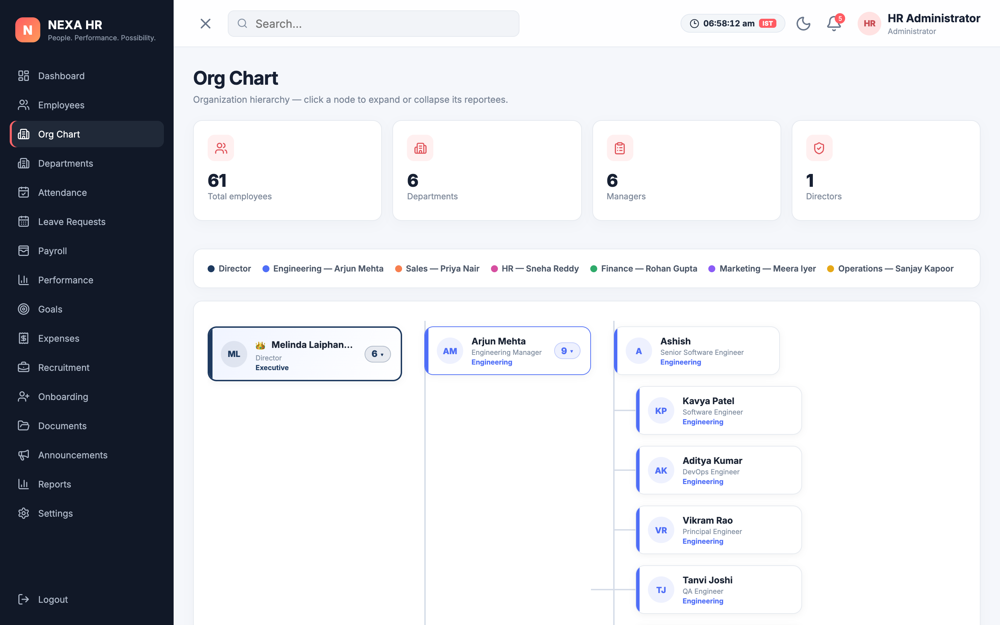 N
NEXA HR
People. Performance. Possibility.
Dashboard
Employees
Org Chart
Departments
Attendance
Leave Requests
Payroll
Performance
Goals
Expenses
Recruitment
Onboarding
Documents
Announcements
Reports
Settings
Logout
Search...
06:58:12 am IST
5
HR
HR Administrator
Administrator
Org Chart
Organization hierarchy — click a node to expand or collapse its reportees.
61
Total employees
6
Departments
6
Managers
1
Directors
Director Engineering — Arjun Mehta Sales — Priya Nair HR — Sneha Reddy Finance — Rohan Gupta Marketing — Meera Iyer Operations — Sanjay Kapoor
ML
Melinda Laiphan...
Director
Executive
6
AM
Arjun Mehta
Engineering Manager
Engineering
9
A
Ashish
Senior Software Engineer
Engineering
KP
Kavya Patel
Software Engineer
Engineering
AK
Aditya Kumar
DevOps Engineer
Engineering
VR
Vikram Rao
Principal Engineer
Engineering
TJ
Tanvi Joshi
QA Engineer
Engineering